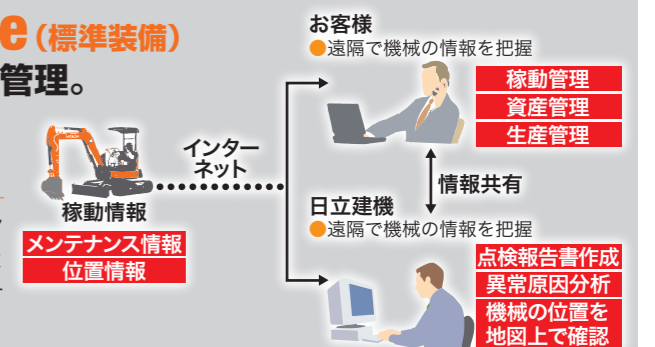 e（標準装備）
管理。
お客様
●遠隔で機械の情報を把握
稼動管理
資産管理
生産管理
インター
ネット
情報共有
稼動情報
メンテナンス情報
位置情報
日立建機
●遠隔で機械の情報を把握
点検報告書作成
異常原因分析
機械の位置を
地図上で確認